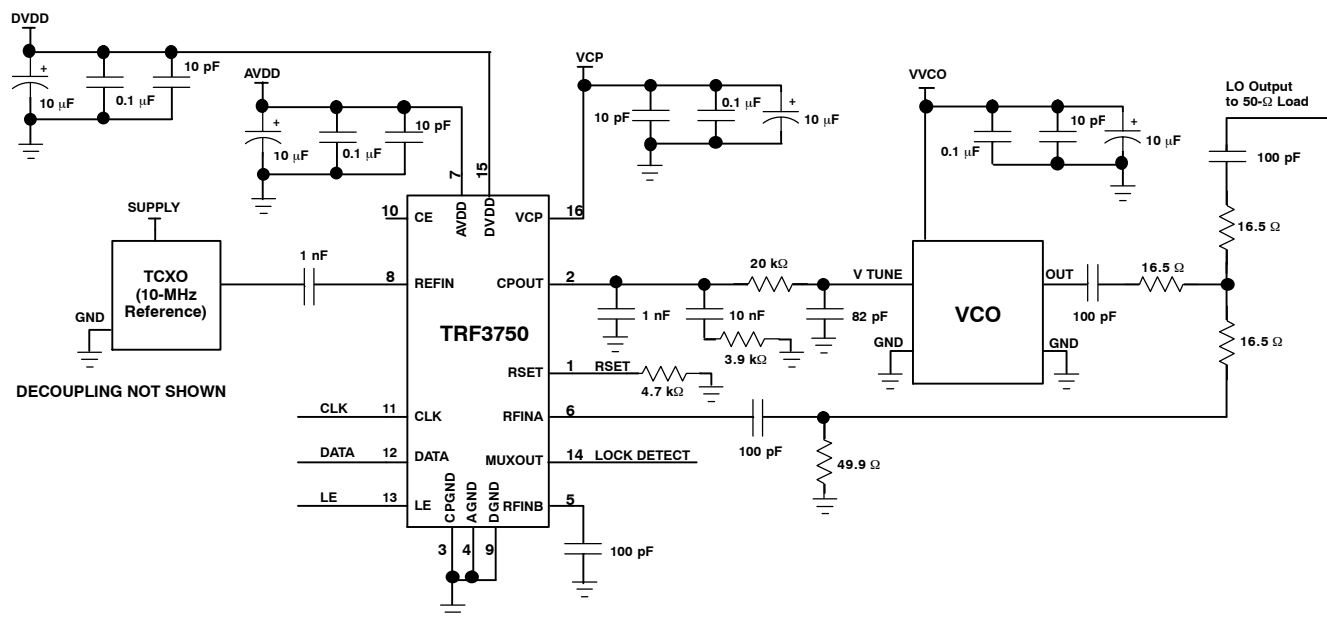 DVDD
10 μF
0.1 μF
10 pF
AVDD
10 μF
0.1 μF
10 pF
VCP
10 pF
0.1 μF
10 μF
VVCO
0.1 μF
10 pF
10 μF
LO Output
to 50-Ω Load
100 pF
16.5 Ω
SUPPLY
TCXO
(10-MHz
Reference)
GND
DECOUPLING NOT SHOWN
1 nF
7
15
10
CE
AVDD
DVDD
VCP
16
8
REFIN
CPOUT
2
TRF3750
1 nF
10 nF
20 kΩ
3.9 kΩ
82 pF
V TUNE
VCO
OUT
GND
GND
100 pF
16.5 Ω
16.5 Ω
RSET
1
RSET
4.7 kΩ
CLK
11
CLK
RFINA
6
100 pF
49.9 Ω
DATA
12
DATA
MUXOUT
14
LOCK DETECT
LE
13
LE
CPGND
AGND
DGND
RFINB
5
3
4
9
100 pF